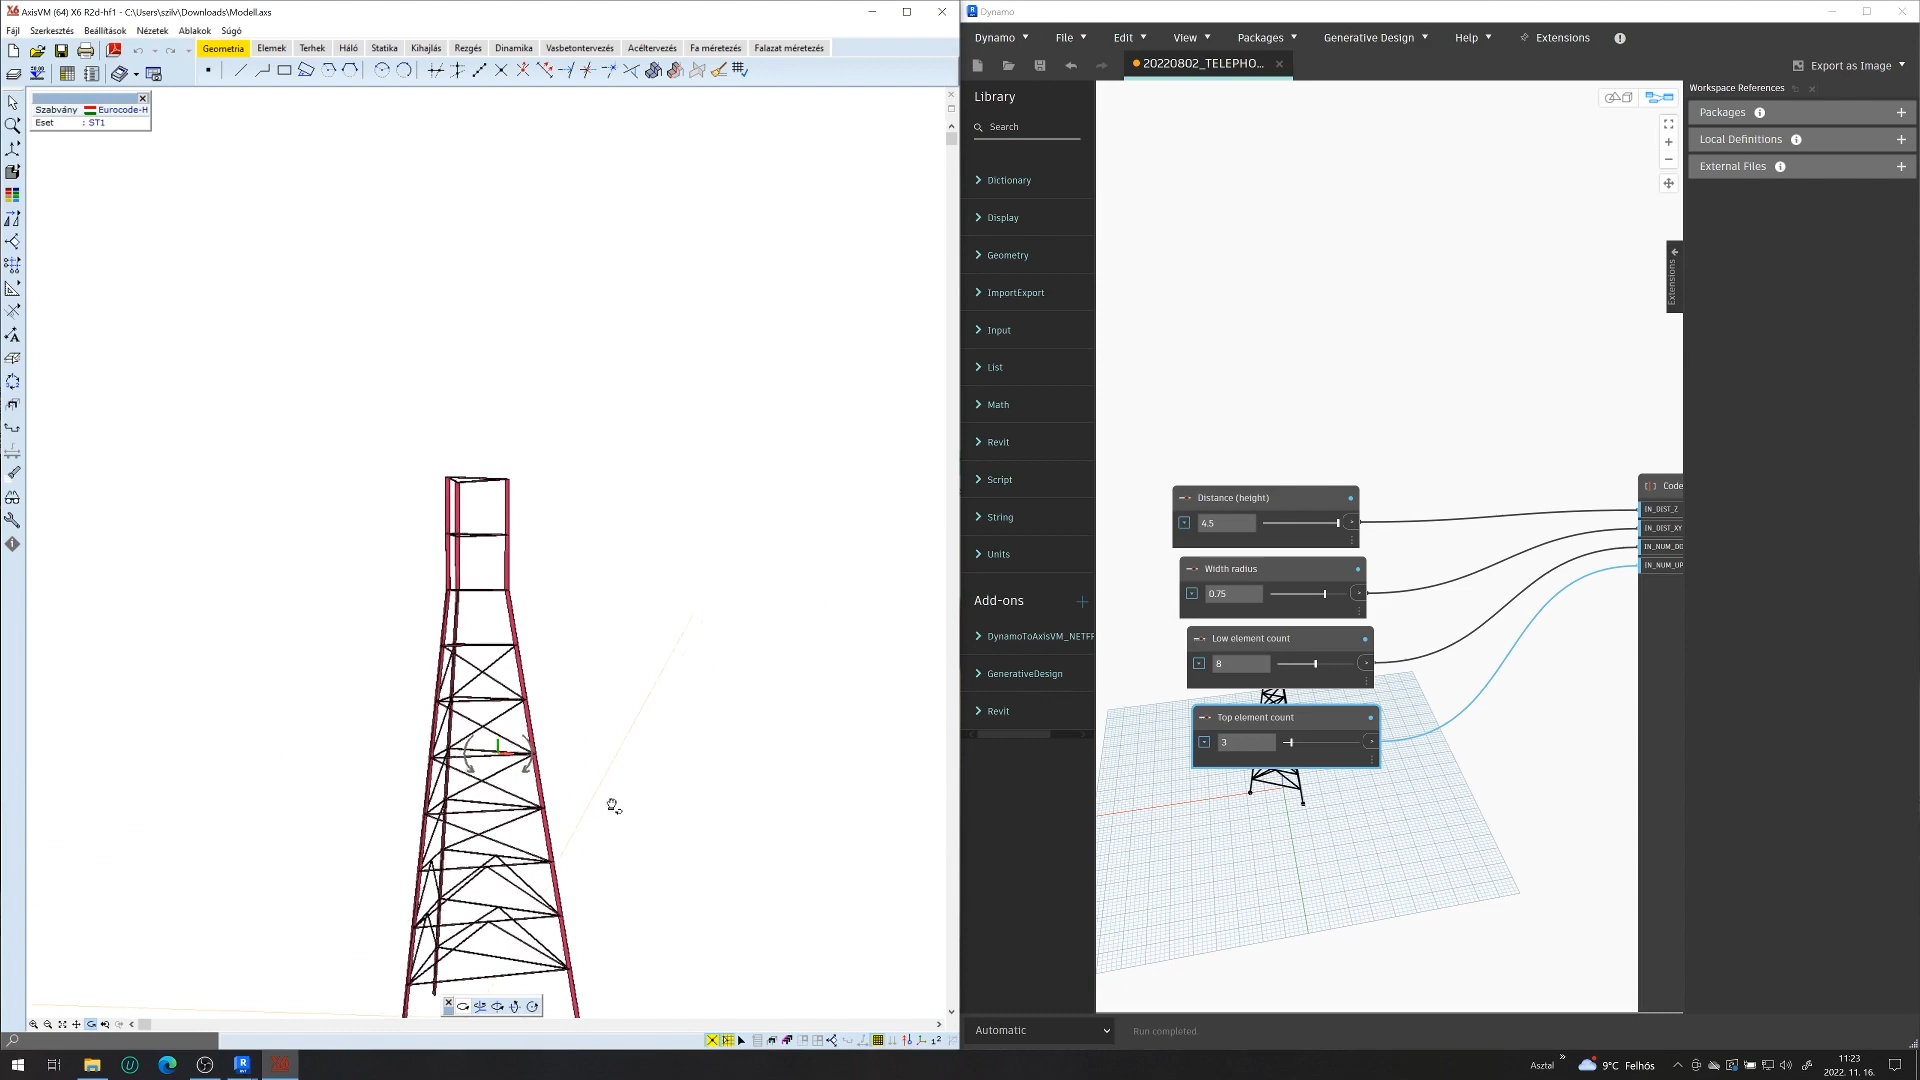 AxisVM (64) X6 R2d-hf1 - C:\Users\szilv\Downloads\Modell.axs
Fájl Szerkesztés Beállítások Nézetek Ablakok Súgó
Geometria Elemek Terhek Háló Statika Kihajlás Rezgés Dinamika Vasbetontervezés Acéltervezés Fa méretezés Falazat méretezés
Szabvány Eurocode-H
Eset : ST1
Dynamo
Dynamo File Edit View Packages Generative Design Help Extensions
20220802_TELEPHO...
Export as Image
Library
Search
Dictionary
Display
Geometry
ImportExport
Input
List
Math
Revit
Script
String
Units
Add-ons
DynamoToAxisVM_NETFR
GenerativeDesign
Revit
Distance (height)
4.5
Width radius
0.75
Low element count
8
Top element count
3
Code
IN_DIST_Z
IN_DIST_XY
IN_NUM_DO
IN_NUM_UP
Extensions
Workspace References
Packages
Local Definitions
External Files
Automatic
Run completed.
Asztal
9°C Felhős
11:23
2022. 11. 16.